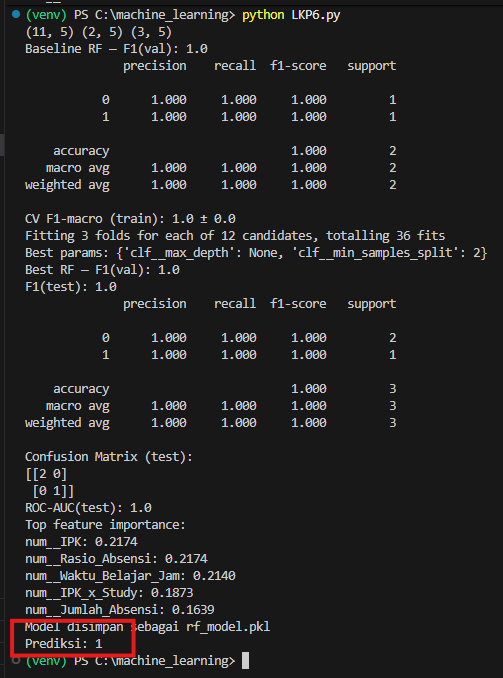 (venv) PS C:\machine_learning> python LKP6.py
(11, 5) (2, 5) (3, 5)
Baseline RF — F1(val): 1.0
precision recall f1-score support
0 1.000 1.000 1.000 1
1 1.000 1.000 1.000 1
accuracy 1.000 2
macro avg 1.000 1.000 1.000 2
weighted avg 1.000 1.000 1.000 2
CV F1-macro (train): 1.0 ± 0.0
Fitting 3 folds for each of 12 candidates, totalling 36 fits
Best params: {'clf__max_depth': None, 'clf__min_samples_split': 2}
Best RF — F1(val): 1.0
F1(test): 1.0
precision recall f1-score support
0 1.000 1.000 1.000 2
1 1.000 1.000 1.000 1
accuracy 1.000 3
macro avg 1.000 1.000 1.000 3
weighted avg 1.000 1.000 1.000 3
Confusion Matrix (test):
[[2 0]
[0 1]]
ROC-AUC(test): 1.0
Top feature importance:
num__IPK: 0.2174
num__Rasio_Absensi: 0.2174
num__Waktu_Belajar_Jam: 0.2140
num__IPK_x_Study: 0.1873
num__Jumlah_Absensi: 0.1639
Model disimpan sebagai rf_model.pkl
Prediksi: 1
(venv) PS C:\machine_learning>